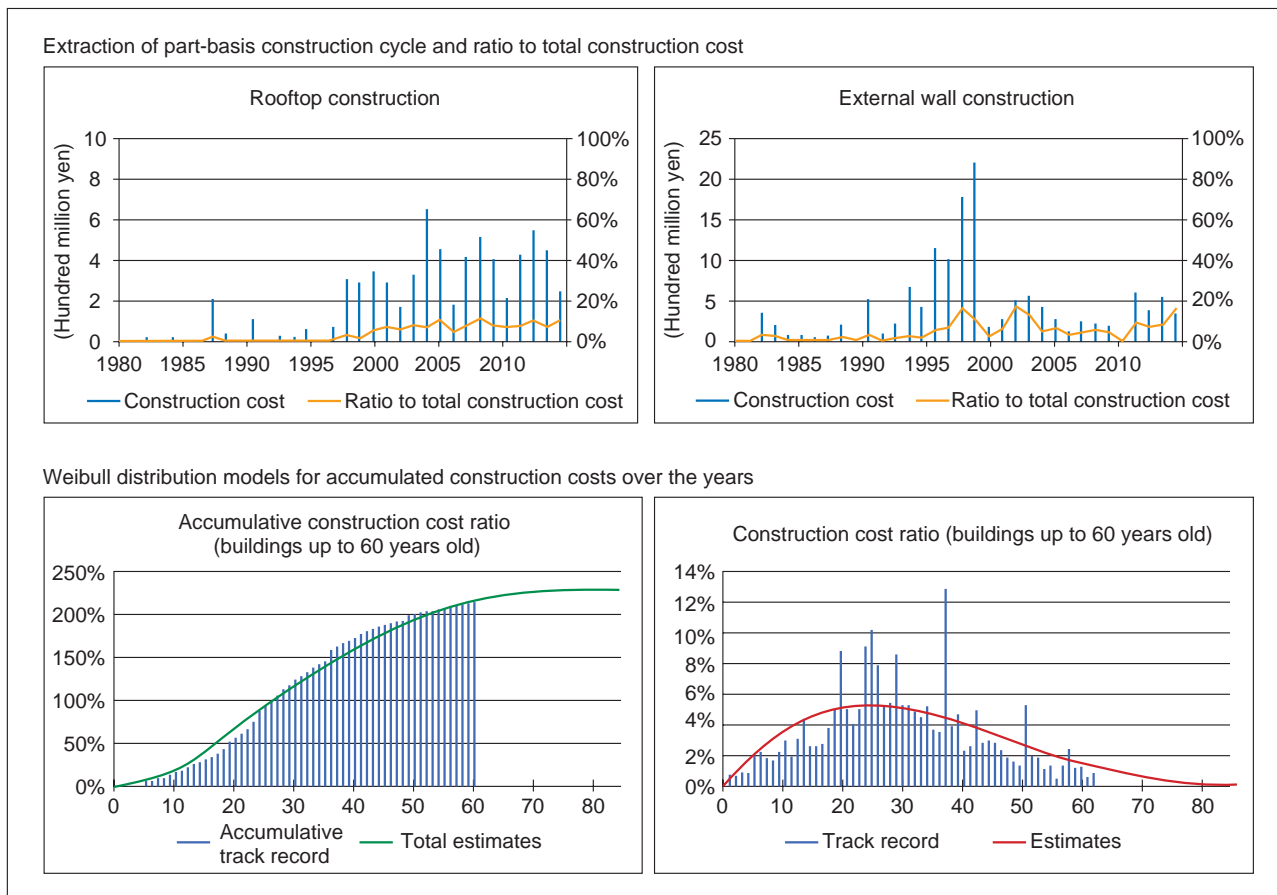 Extraction of part-basis construction cycle and ratio to total construction cost
Rooftop construction
(Hundred million yen)
10
8
6
4
2
0
100%
80%
60%
40%
20%
0%
1980 1985 1990 1995 2000 2005 2010
Construction cost Ratio to total construction cost
External wall construction
(Hundred million yen)
25
20
15
10
5
0
100%
80%
60%
40%
20%
0%
1980 1985 1990 1995 2000 2005 2010
Construction cost Ratio to total construction cost
Weibull distribution models for accumulated construction costs over the years
Accumulative construction cost ratio
(buildings up to 60 years old)
250%
200%
150%
100%
50%
0%
0 10 20 30 40 50 60 70 80
Accumulative
track record
Total estimates
Construction cost ratio (buildings up to 60 years old)
14%
12%
10%
8%
6%
4%
2%
0%
0 10 20 30 40 50 60 70 80
Track record Estimates